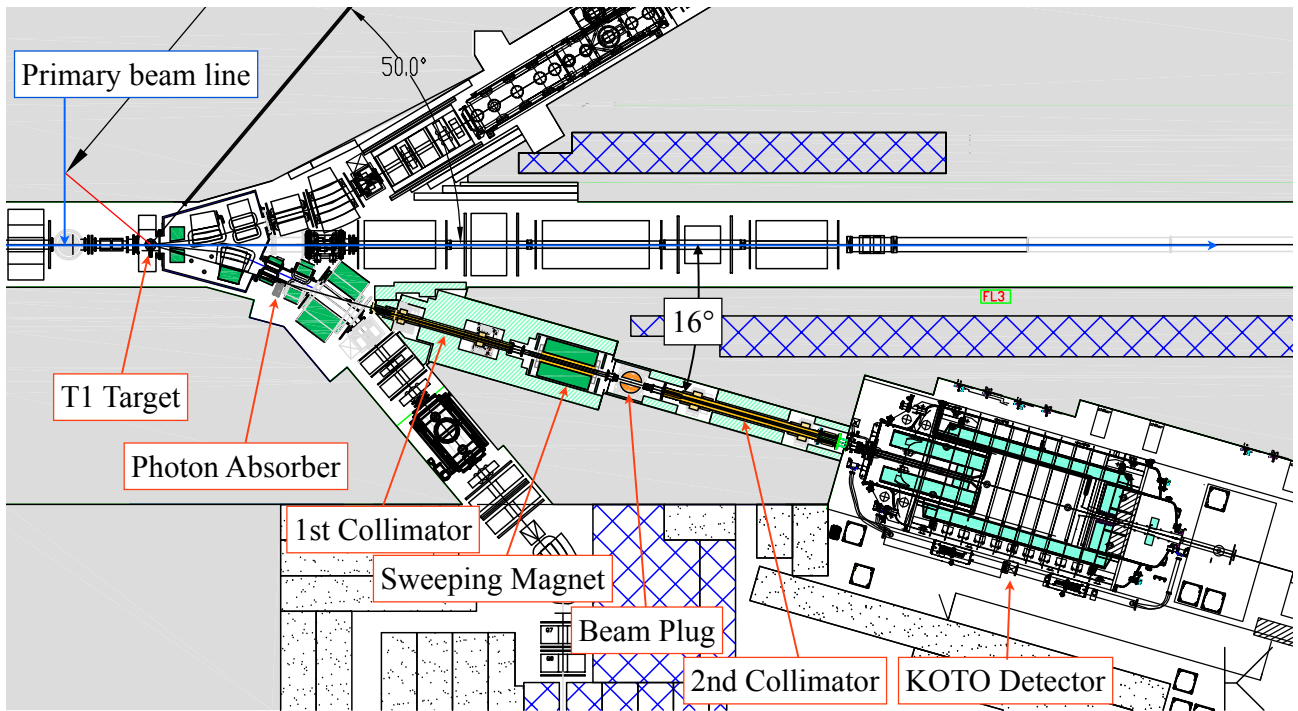 50,0°
Primary beam line
16°
FL3
T1 Target
Photon Absorber
1st Collimator
Sweeping Magnet
Beam Plug
2nd Collimator
KOTO Detector